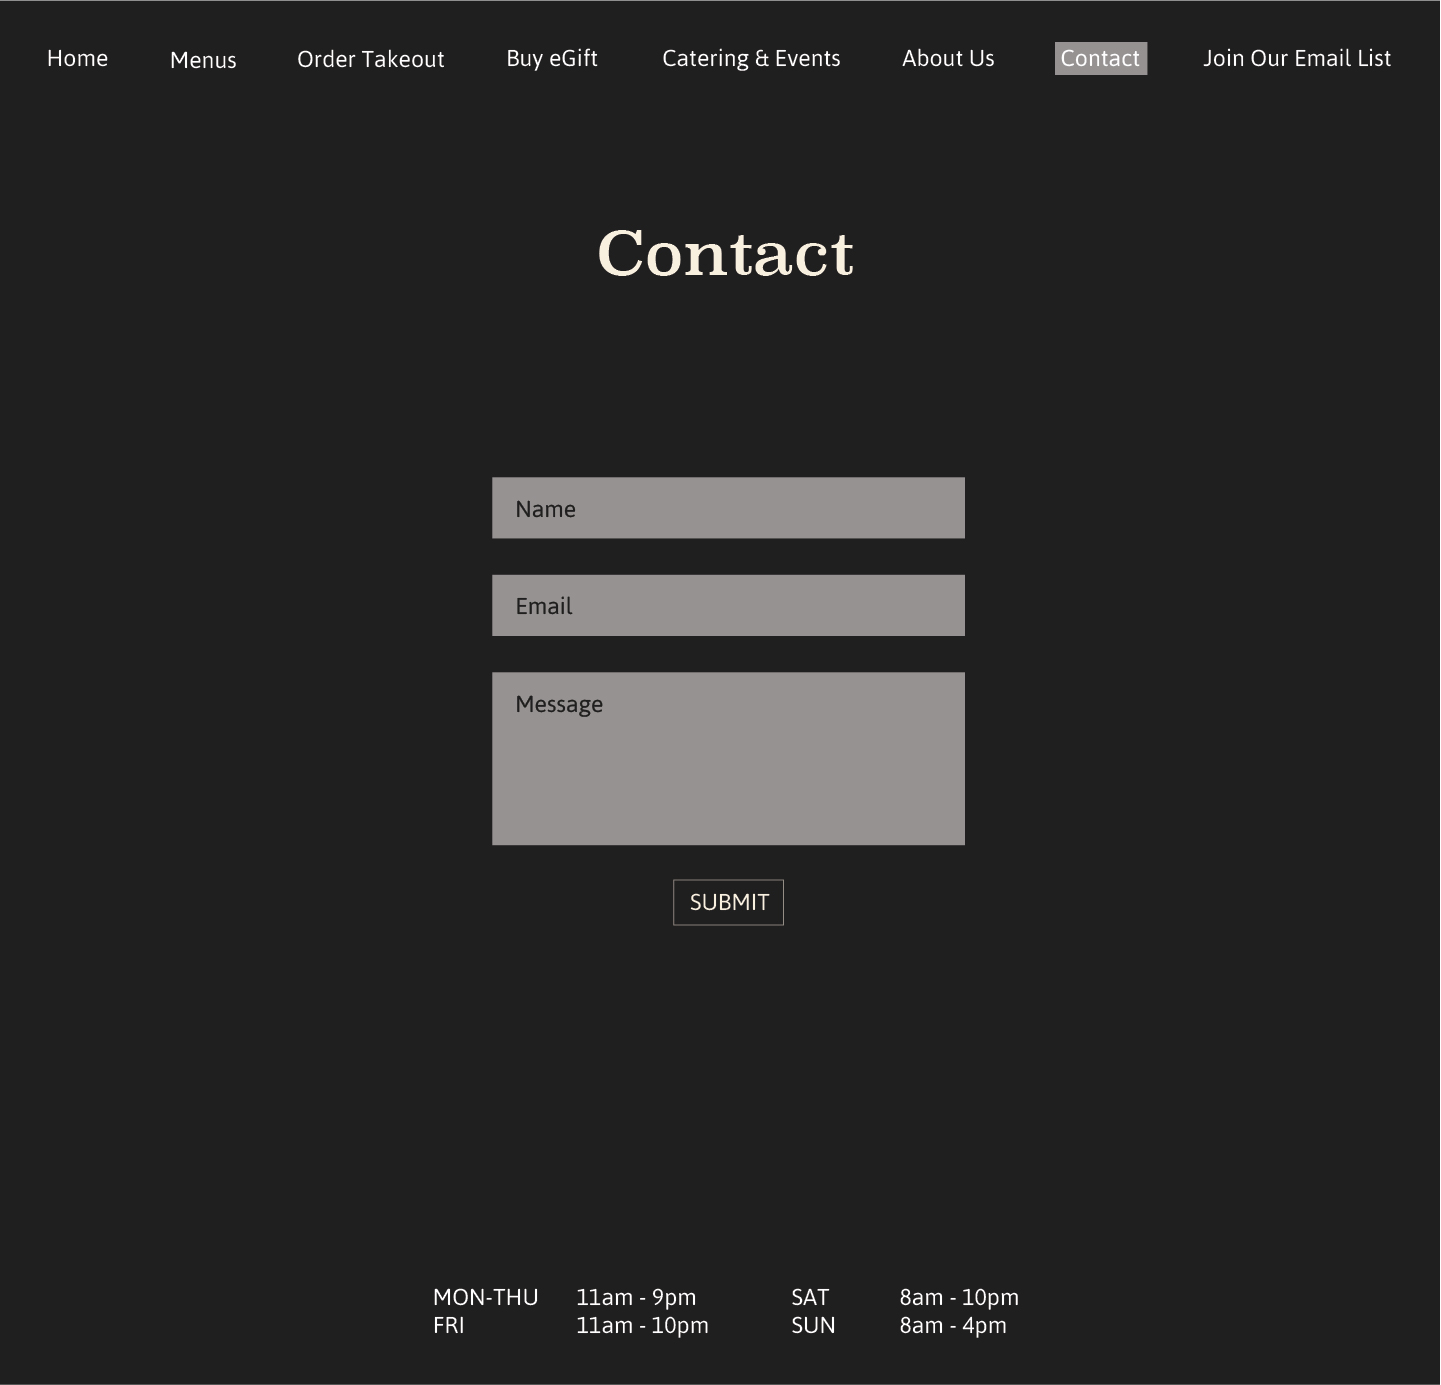 Home Menus Order Takeout Buy eGift Catering & Events About Us Contact Join Our Email List
Contact
Name
Email
Message
SUBMIT
MON-THU 11am - 9pm SAT 8am - 10pm
FRI 11am - 10pm SUN 8am - 4pm